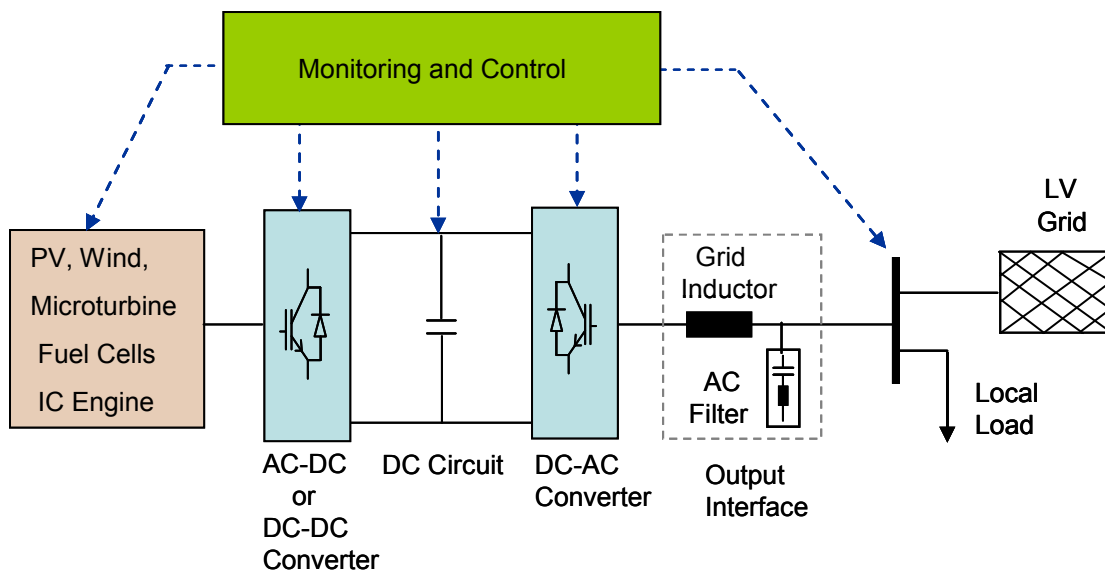 Monitoring and Control
PV, Wind,
Microturbine
Fuel Cells
IC Engine
AC-DC
or
DC-DC
Converter
DC Circuit
DC-AC
Converter
Grid
Inductor
AC
Filter
Output
Interface
LV
Grid
Local
Load